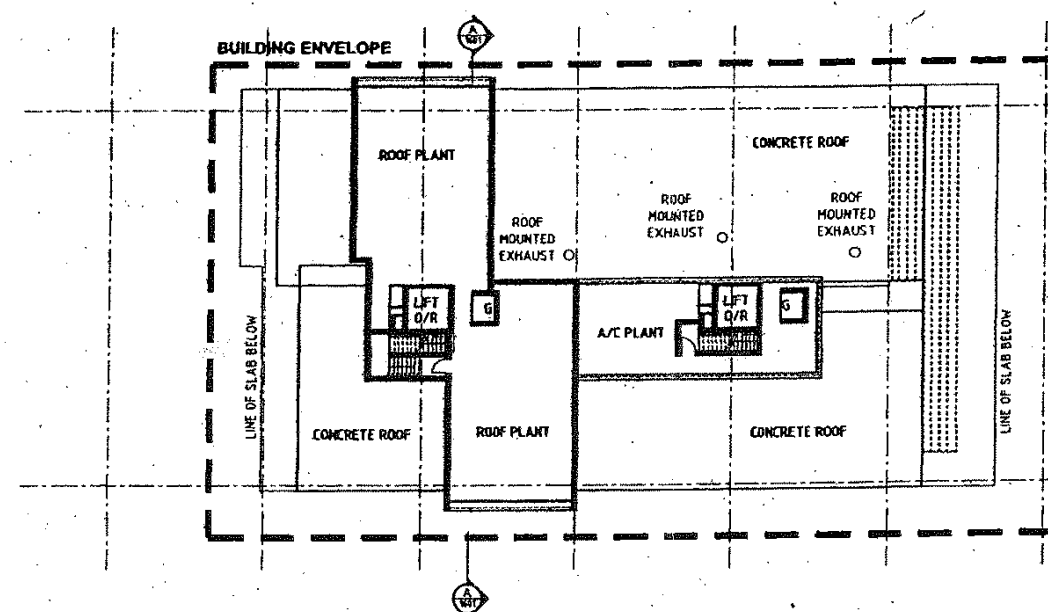 A
BUILDING ENVELOPE
ROOF PLANT
CONCRETE ROOF
ROOF
MOUNTED
EXHAUST
ROOF
MOUNTED
EXHAUST
ROOF
MOUNTED
EXHAUST
LIFT
O/R
G
LIFT
O/R
G
A/C PLANT
LINE OF SLAB BELOW
LINE OF SLAB BELOW
CONCRETE ROOF
ROOF PLANT
CONCRETE ROOF
A